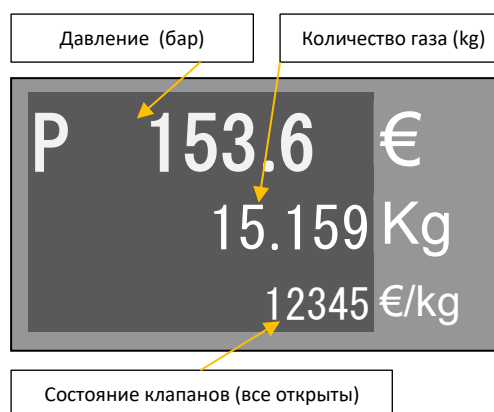 Давление (бар)
Количество газа (kg)
P 153.6 €
15.159 Kg
12345 €/kg
Состояние клапанов (все открыты)